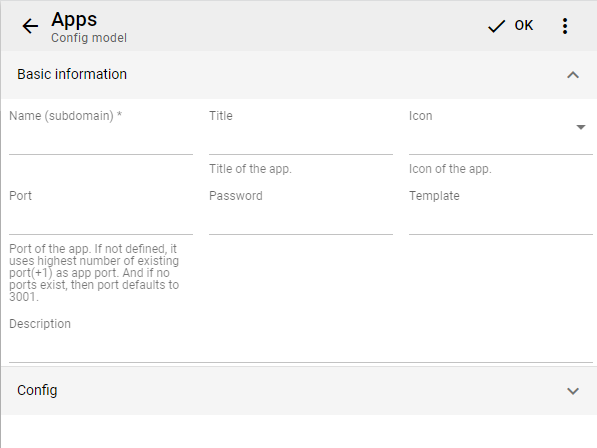 Apps
Config model
OK
Basic information
Name (subdomain) *
Title
Icon
Title of the app.
Icon of the app.
Port
Password
Template
Port of the app. If not defined, it
uses highest number of existing
port(+1) as app port. And if no
ports exist, then port defaults to
3001.
Description
Config